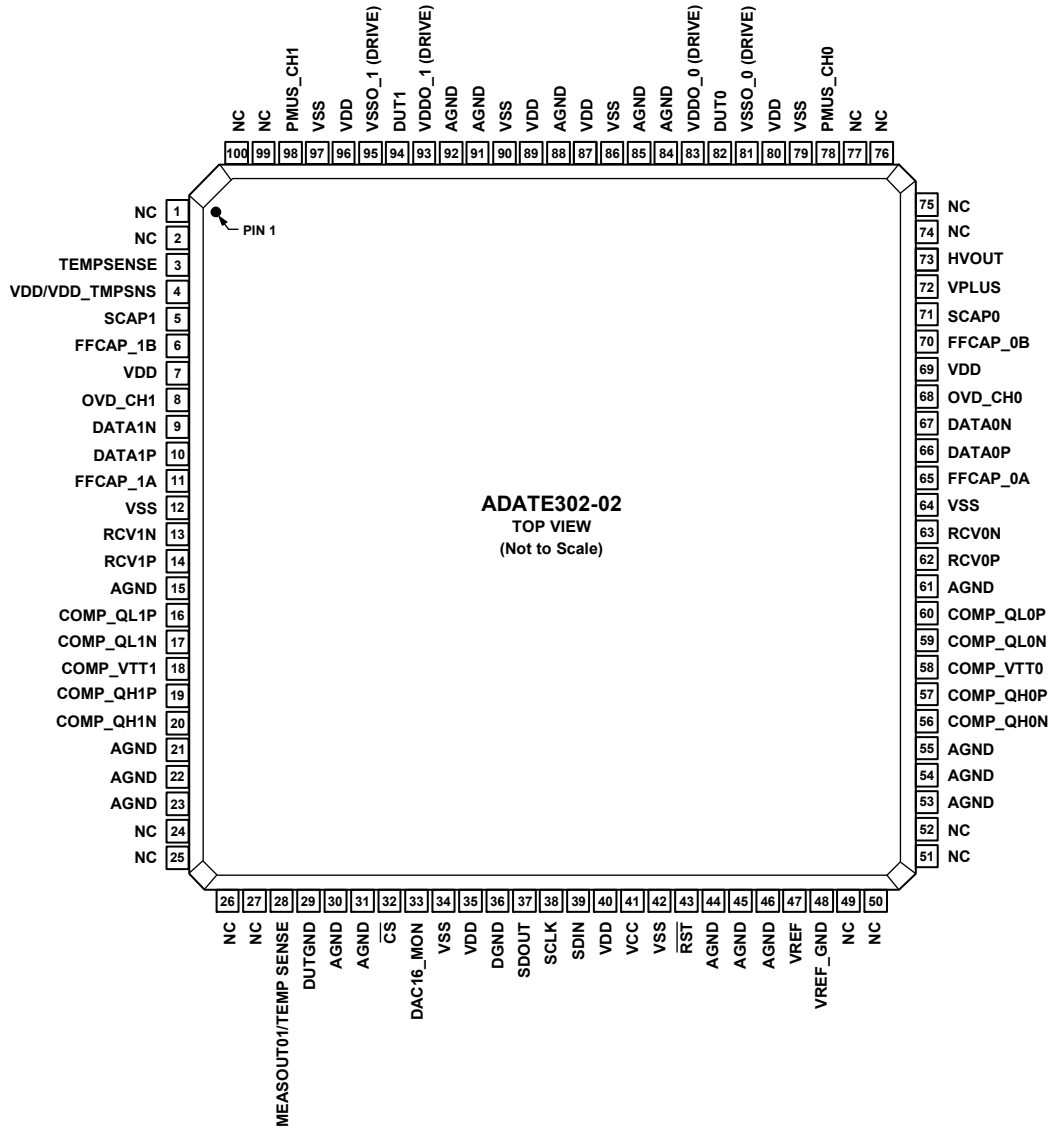 NC
NC
PMUS_CH1
VSS
VDD
VSSO_1 (DRIVE)
DUT1
VDDO_1 (DRIVE)
AGND
AGND
VSS
VDD
AGND
VDD
VSS
AGND
AGND
VDDO_0 (DRIVE)
DUT0
VSSO_0 (DRIVE)
VDD
VSS
PMUS_CH0
NC
NC
100 99 98 97 96 95 94 93 92 91 90 89 88 87 86 85 84 83 82 81 80 79 78 77 76
PIN 1
NC 1
NC 2
TEMPSENSE 3
VDD/VDD_TMPSNS 4
SCAP1 5
FFCAP_1B 6
VDD 7
OVD_CH1 8
DATA1N 9
DATA1P 10
FFCAP_1A 11
VSS 12
RCV1N 13
RCV1P 14
AGND 15
COMP_QL1P 16
COMP_QL1N 17
COMP_VTT1 18
COMP_QH1P 19
COMP_QH1N 20
AGND 21
AGND 22
AGND 23
NC 24
NC 25
ADATE302-02
TOP VIEW
(Not to Scale)
75 NC
74 NC
73 HVOUT
72 VPLUS
71 SCAP0
70 FFCAP_0B
69 VDD
68 OVD_CH0
67 DATA0N
66 DATA0P
65 FFCAP_0A
64 VSS
63 RCV0N
62 RCV0P
61 AGND
60 COMP_QL0P
59 COMP_QL0N
58 COMP_VTT0
57 COMP_QH0P
56 COMP_QH0N
55 AGND
54 AGND
53 AGND
52 NC
51 NC
26 27 28 29 30 31 32 33 34 35 36 37 38 39 40 41 42 43 44 45 46 47 48 49 50
NC
NC
MEASOUT01/TEMP SENSE
DUTGND
AGND
AGND
CS
DAC16_MON
VSS
VDD
DGND
SDOUT
SCLK
SDIN
VDD
VCC
VSS
RST
AGND
AGND
AGND
VREF
VREF_GND
NC
NC